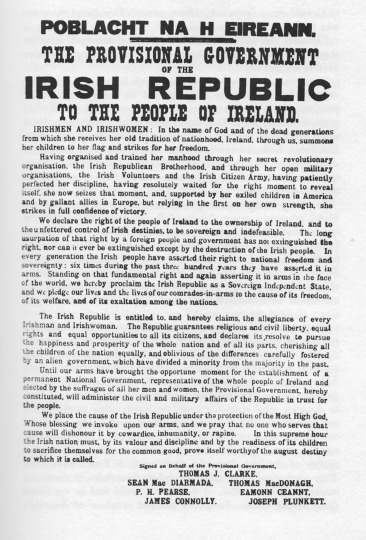 POBLACHT NA H EIREANN.
THE PROVISIONAL GOVERNMENT
OF THE
IRISH REPUBLIC
TO THE PEOPLE OF IRELAND.
IRISHMEN AND IRISHWOMEN : In the name of God and of the dead generations
from which she receives her old tradition of nationhood, Ireland, through us, summons
her children to her flag and strikes for her freedom.
Having organised and trained her manhood through her secret revolutionary
organisation, the Irish Republican Brotherhood, and through her open military
organisations, the Irish Volunteers and the Irish Citizen Army, having patiently
perfected her discipline, having resolutely waited for the right moment to reveal
itself, she now seizes that moment, and, supported by her exiled children in America
and by gallant allies in Europe, but relying in the first on her own strength, she
strikes in full confidence of victory.
We declare the right of the people of Ireland to the ownership of Ireland, and to
the unfettered control of Irish destinies, to be sovereign and indefeasible. The long
usurpation of that right by a foreign people and government has not extinguished the
right, nor can it ever be extinguished except by the destruction of the Irish people. In
every generation the Irish people have asserted their right to national freedom and
sovereignty ; six times during the past three hundred years they have asserted it in
arms. Standing on that fundamental right and again asserting it in arms in the face
of the world, we hereby proclaim the Irish Republic as a Sovereign Independent State,
and we pledge our lives and the lives of our comrades-in-arms to the cause of its freedom,
of its welfare, and of its exaltation among the nations.
The Irish Republic is entitled to, and hereby claims, the allegiance of every
Irishman and Irishwoman. The Republic guarantees religious and civil liberty, equal
rights and equal opportunities to all its citizens, and declares its resolve to pursue
the happiness and prosperity of the whole nation and of all its parts, cherishing all
the children of the nation equally, and oblivious of the differences carefully fostered
by an alien government, which have divided a minority from the majority in the past.
Until our arms have brought the opportune moment for the establishment of a
permanent National Government, representative of the whole people of Ireland and
elected by the suffrages of all her men and women, the Provisional Government, hereby
constituted, will administer the civil and military affairs of the Republic in trust for
the people.
We place the cause of the Irish Republic under the protection of the Most High God,
Whose blessing we invoke upon our arms, and we pray that no one who serves that
cause will dishonour it by cowardice, inhumanity, or rapine. In this supreme hour
the Irish nation must, by its valour and discipline and by the readiness of its children
to sacrifice themselves for the common good, prove itself worthy of the august destiny
to which it is called.
Signed on Behalf of the Provisional Government,
THOMAS J. CLARKE,
SEAN Mac DIARMADA, THOMAS MacDONAGH,
P. H. PEARSE, EAMONN CEANNT,
JAMES CONNOLLY. JOSEPH PLUNKETT.